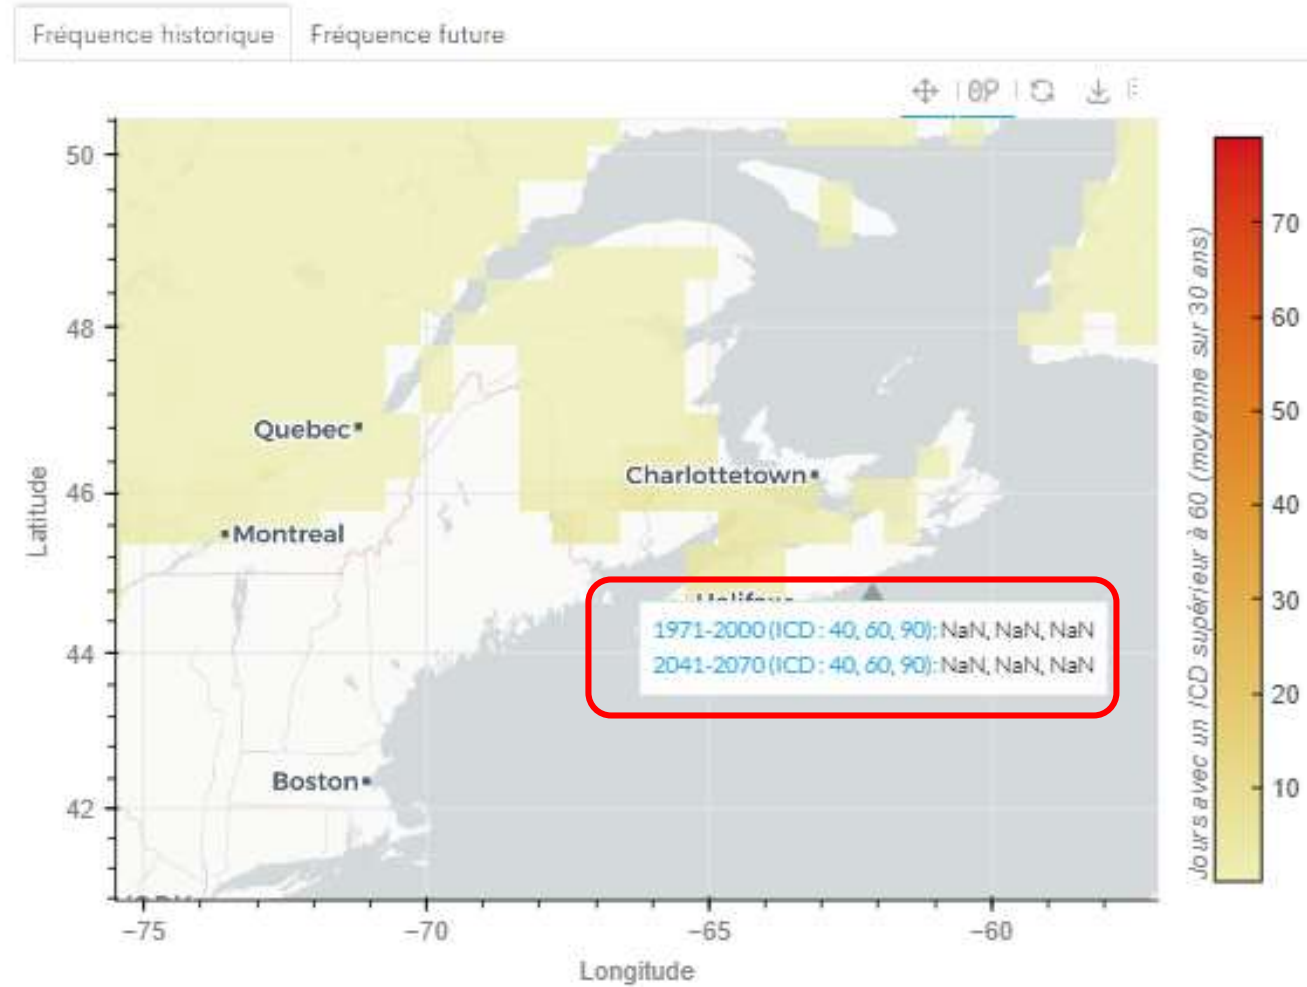 Fréquence historique
Fréquence future
50
48
46
44
42
Latitude
Quebec
Charlottetown
Montreal
1971-2000 (ICD : 40, 60, 90): NaN, NaN, NaN
2041-2070 (ICD : 40, 60, 90): NaN, NaN, NaN
Boston
−75
−70
−65
−60
Longitude
70
60
50
40
30
20
10
Jours avec un ICD supérieur à 60 (moyenne sur 30 ans)